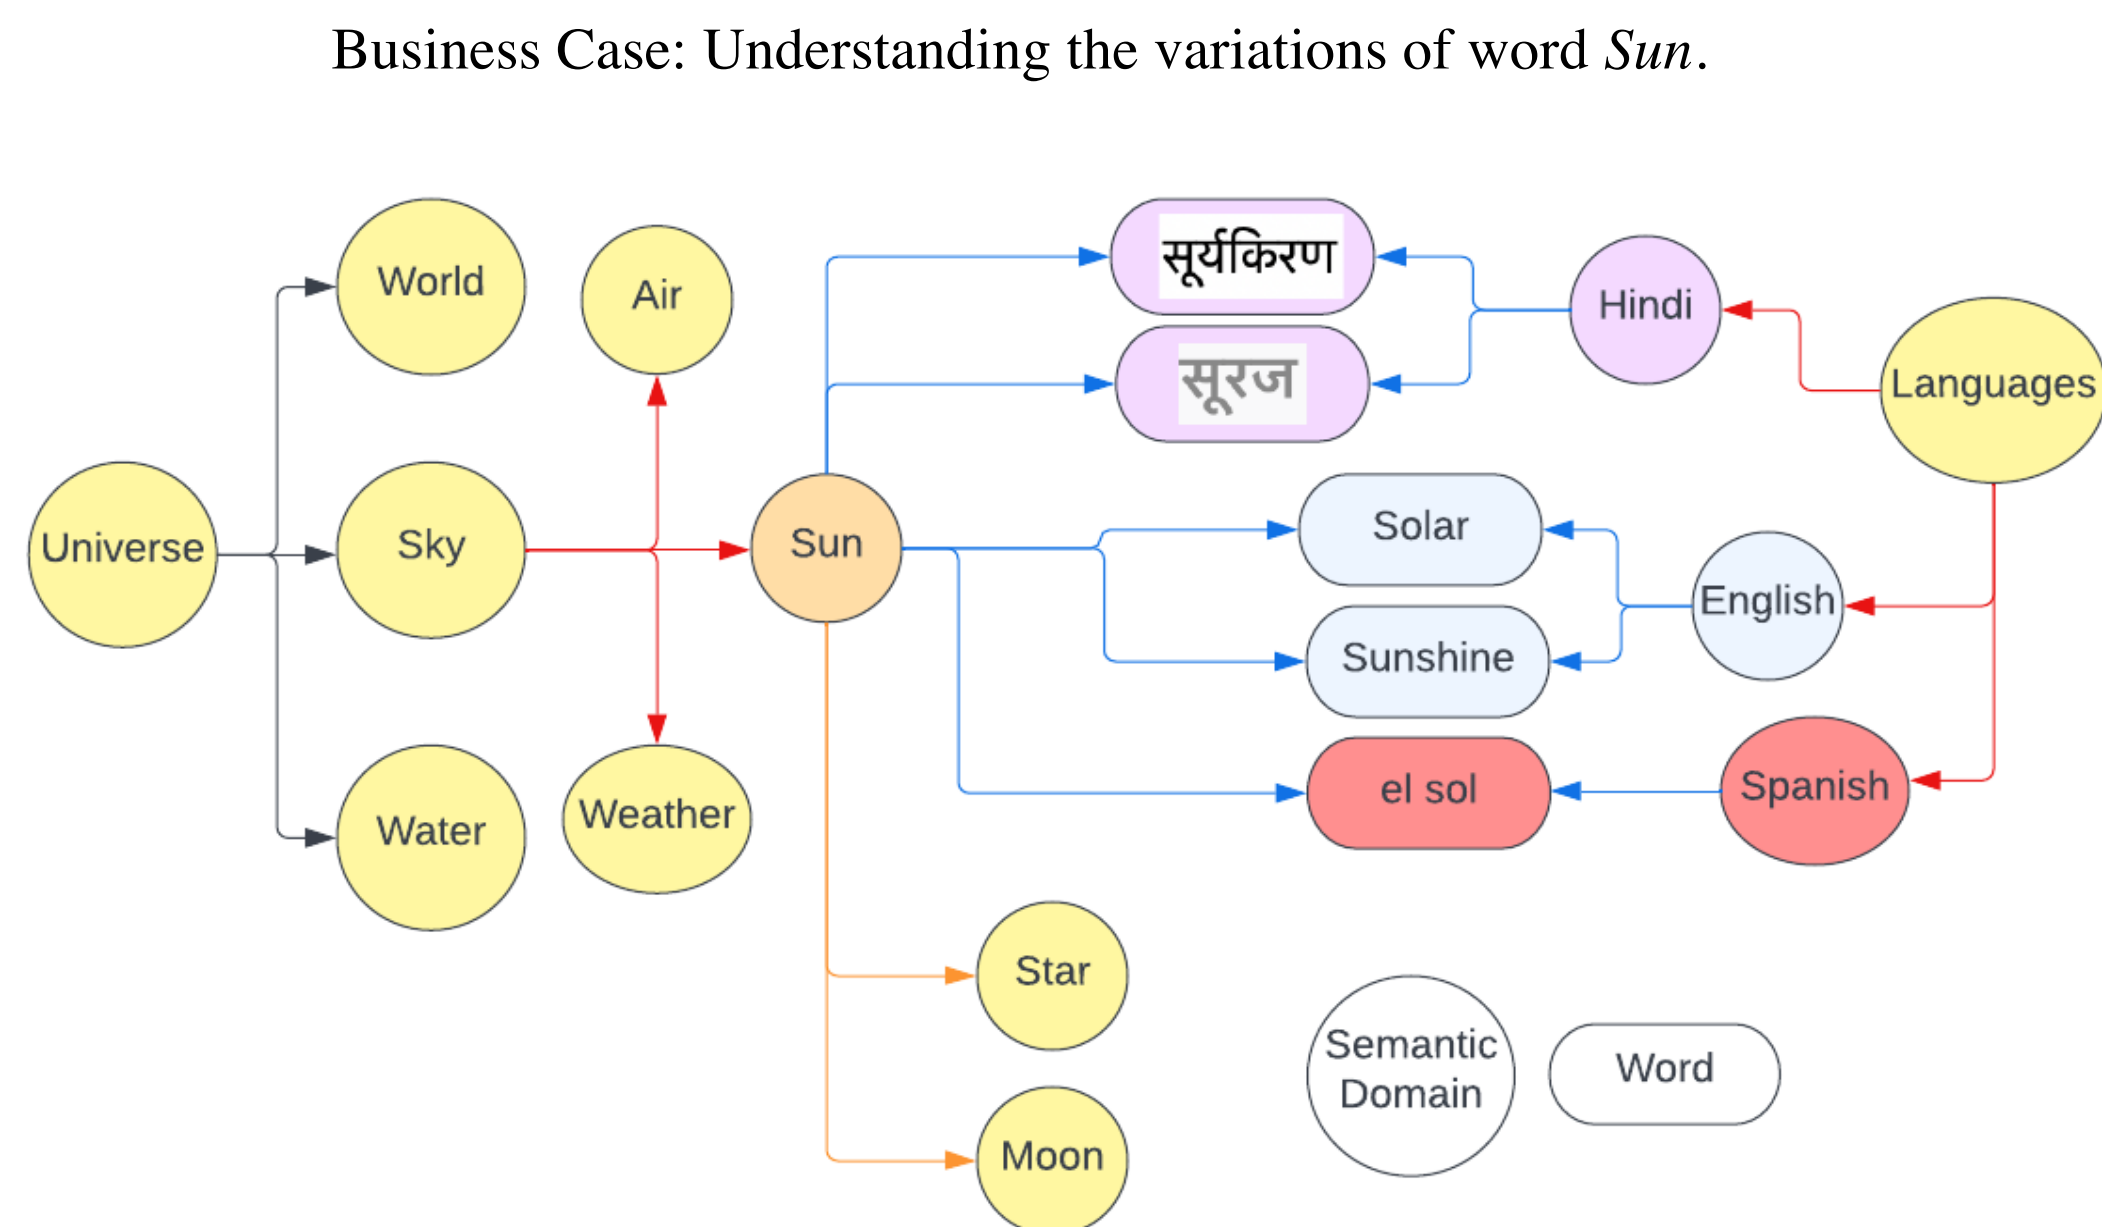 Business Case: Understanding the variations of word Sun.
World
Air
सूर्यकिरण
Hindi
सूरज
Languages
Universe
Sky
Sun
Solar
English
Sunshine
Water
Weather
el sol
Spanish
Star
Semantic
Domain
Word
Moon